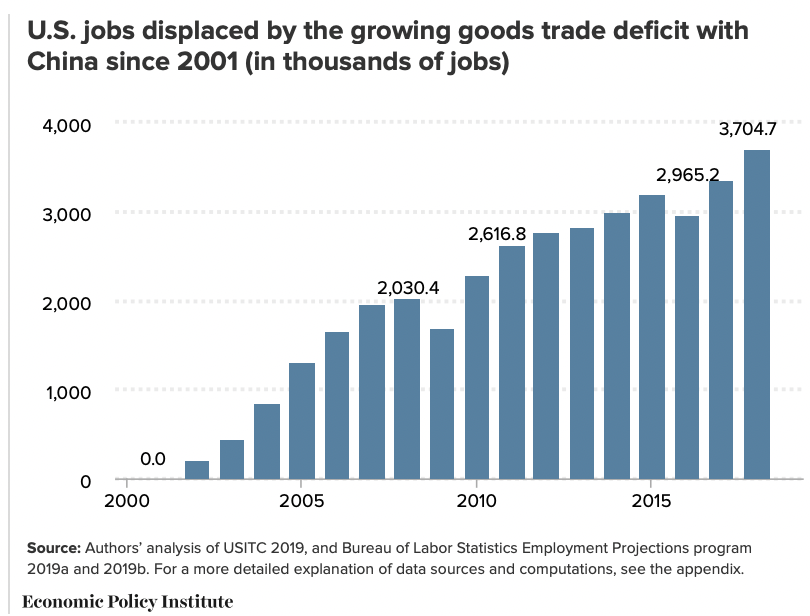 U.S. jobs displaced by the growing goods trade deficit with
China since 2001 (in thousands of jobs)
4,000
3,704.7
2,965.2
3,000
2,616.8
2,030.4
2,000
1,000
0.0
0
2000
2005
2010
2015
Source: Authors’ analysis of USITC 2019, and Bureau of Labor Statistics Employment Projections program
2019a and 2019b. For a more detailed explanation of data sources and computations, see the appendix.
Economic Policy Institute